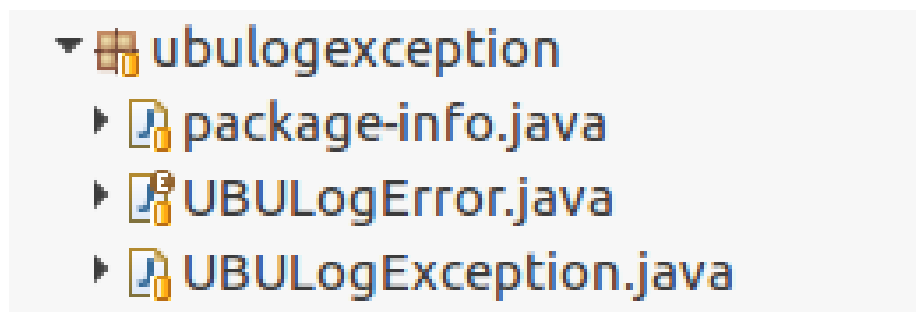 ubulogexception
package-info.java
UBULogError.java
UBULogException.java